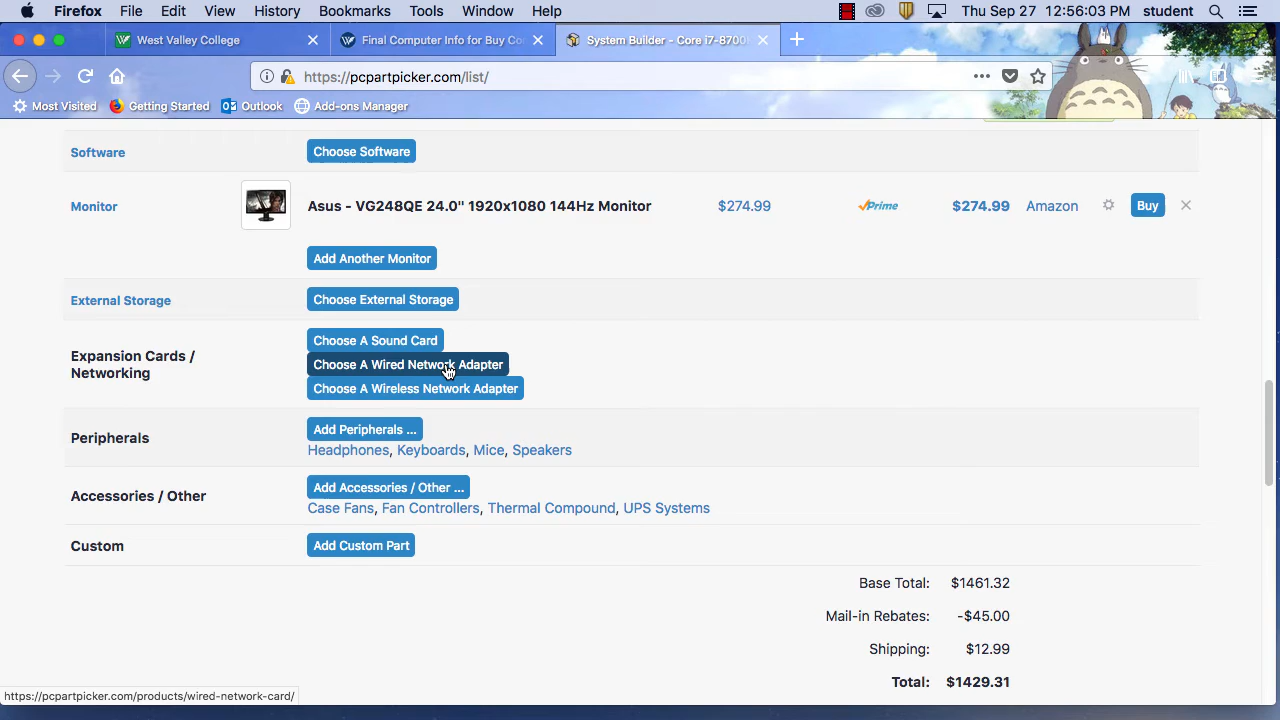 Firefox File Edit View History Bookmarks Tools Window Help Thu Sep 27 12:56:03 PM student
West Valley College Final Computer Info for Buy Co System Builder - Core i7-8700
https://pcpartpicker.com/list/
Most Visited Getting Started Outlook Add-ons Manager
Software Choose Software
Monitor Asus - VG248QE 24.0" 1920x1080 144Hz Monitor $274.99 Prime $274.99 Amazon Buy
Add Another Monitor
External Storage Choose External Storage
Choose A Sound Card
Expansion Cards /
Networking
Choose A Wired Network Adapter
Choose A Wireless Network Adapter
Peripherals Add Peripherals ...
Headphones, Keyboards, Mice, Speakers
Accessories / Other Add Accessories / Other ...
Case Fans, Fan Controllers, Thermal Compound, UPS Systems
Custom Add Custom Part
Base Total: $1461.32
Mail-in Rebates: -$45.00
Shipping: $12.99
Total: $1429.31
https://pcpartpicker.com/products/wired-network-card/